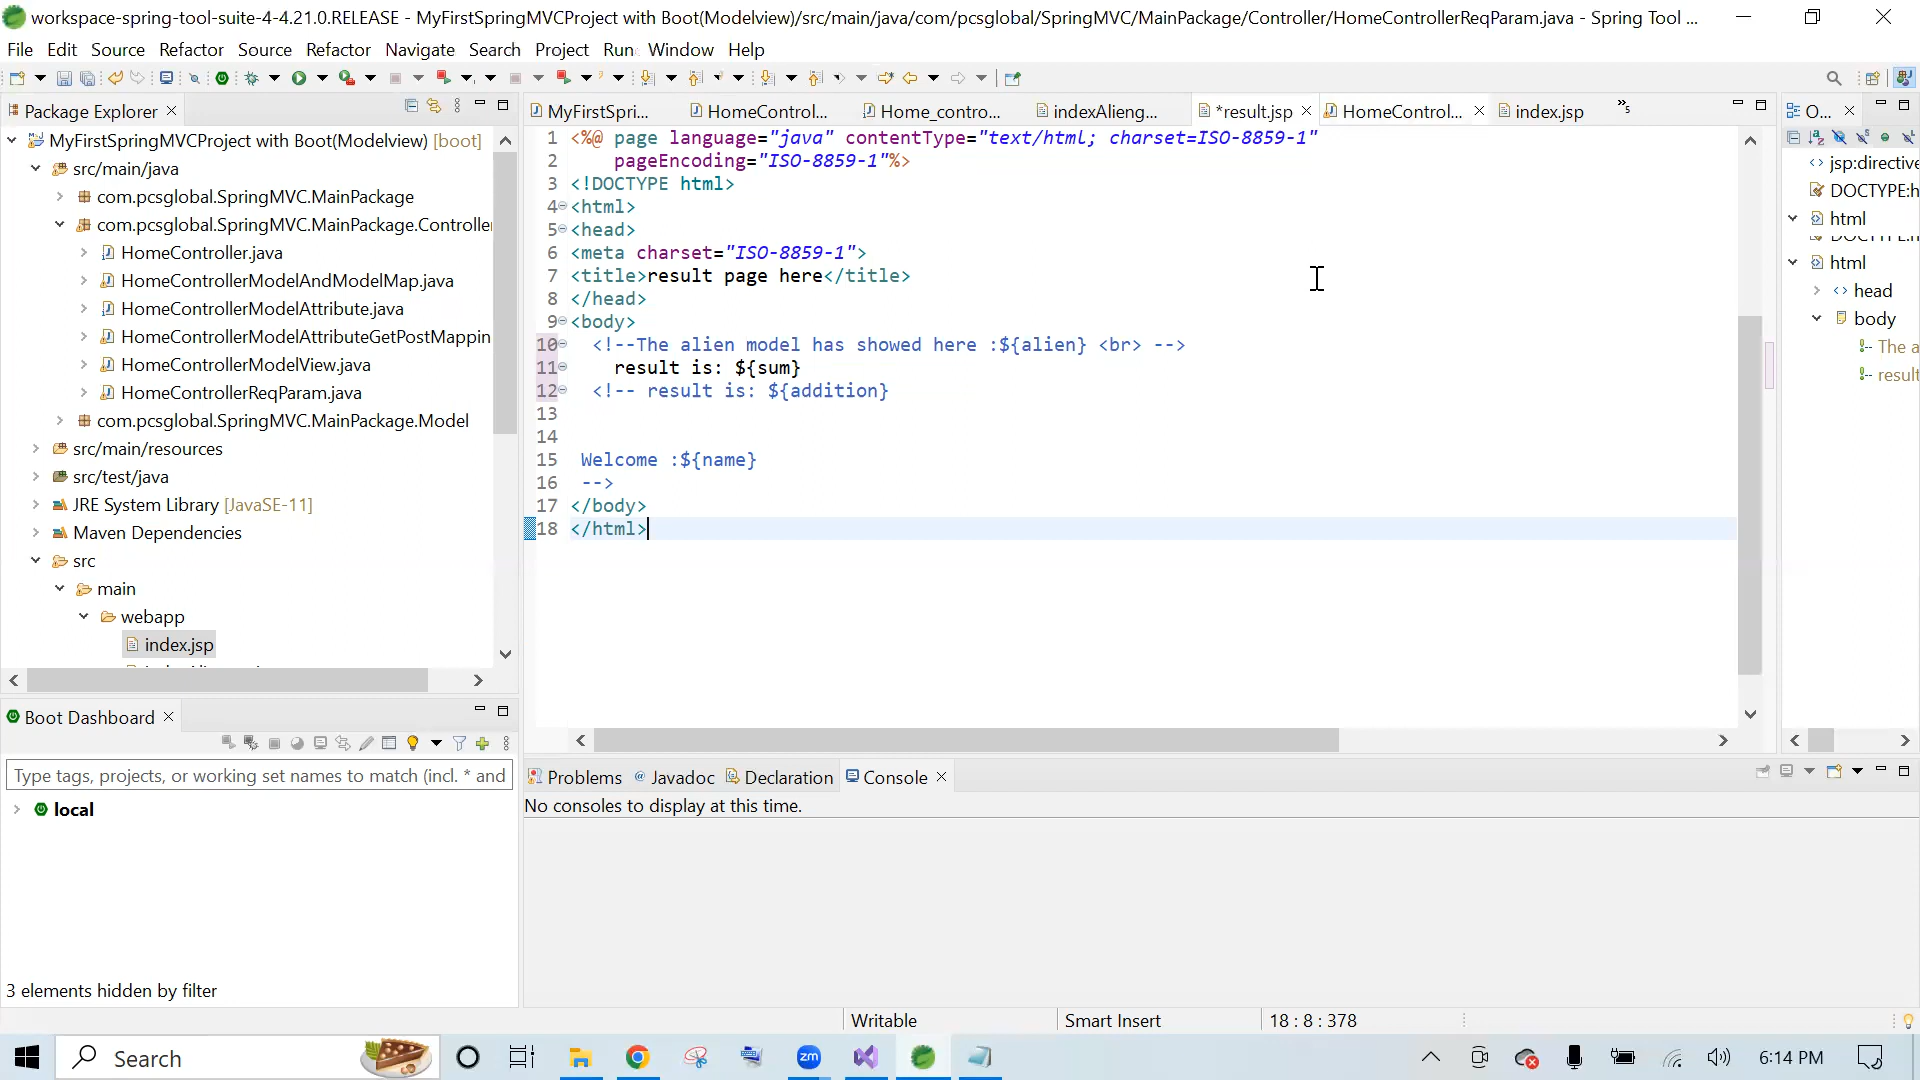 workspace-spring-tool-suite-4-4.21.0.RELEASE - MyFirstSpringMVCProject with Boot(Modelview)/src/main/java/com/pcsglobal/SpringMVC/MainPackage/Controller/HomeControllerReqParam.java - Spring Tool ...
File Edit Source Refactor Source Refactor Navigate Search Project Run Window Help
Package Explorer
MyFirstSpri... HomeControl... Home_contro... indexAlieng... *result.jsp HomeControl... index.jsp »5 O...
MyFirstSpringMVCProject with Boot(Modelview) [boot]
src/main/java
com.pcsglobal.SpringMVC.MainPackage
com.pcsglobal.SpringMVC.MainPackage.Controller
HomeController.java
HomeControllerModelAndModelMap.java
HomeControllerModelAttribute.java
HomeControllerModelAttributeGetPostMappin
HomeControllerModelView.java
HomeControllerReqParam.java
com.pcsglobal.SpringMVC.MainPackage.Model
src/main/resources
src/test/java
JRE System Library [JavaSE-11]
Maven Dependencies
src
main
webapp
index.jsp
1 <%@ page language="java" contentType="text/html; charset=ISO-8859-1"
2 pageEncoding="ISO-8859-1"%>
3 <!DOCTYPE html>
4 <html>
5 <head>
6 <meta charset="ISO-8859-1">
7 <title>result page here</title>
8 </head>
9 <body>
10 <!--The alien model has showed here :${alien} <br> -->
11 result is: ${sum}
12 <!-- result is: ${addition}
13
14
15 Welcome :${name}
16 -->
17 </body>
18 </html>
jsp:directive
DOCTYPE:h
html
html
head
body
The a
result
Boot Dashboard
Type tags, projects, or working set names to match (incl. * and
local
3 elements hidden by filter
Problems Javadoc Declaration Console
No consoles to display at this time.
Writable Smart Insert 18 : 8 : 378
Search zm 6:14 PM